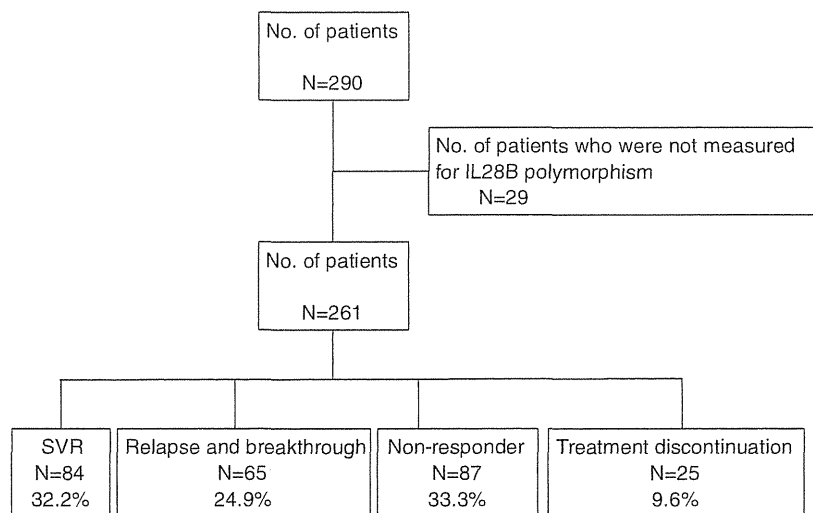 No. of patients
N=290
No. of patients who were not measured
for IL28B polymorphism
N=29
No. of patients
N=261
SVR
N=84
32.2%
Relapse and breakthrough
N=65
24.9%
Non-responder
N=87
33.3%
Treatment discontinuation
N=25
9.6%